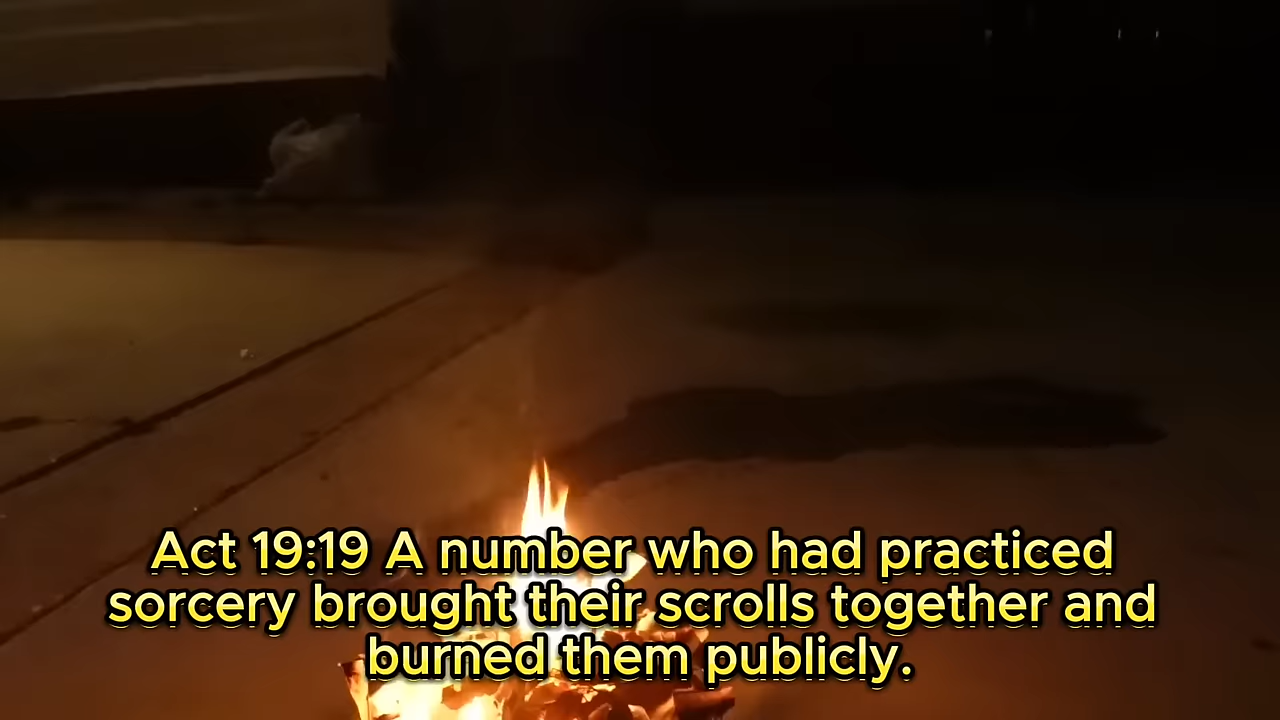 Act 19:19 A number who had practiced
sorcery brought their scrolls together and
burned them publicly.